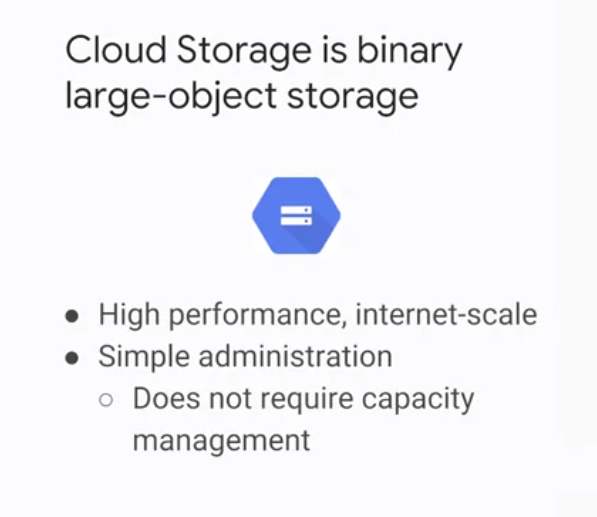 Cloud Storage is binary
large-object storage
● High performance, internet-scale
● Simple administration
○ Does not require capacity
management